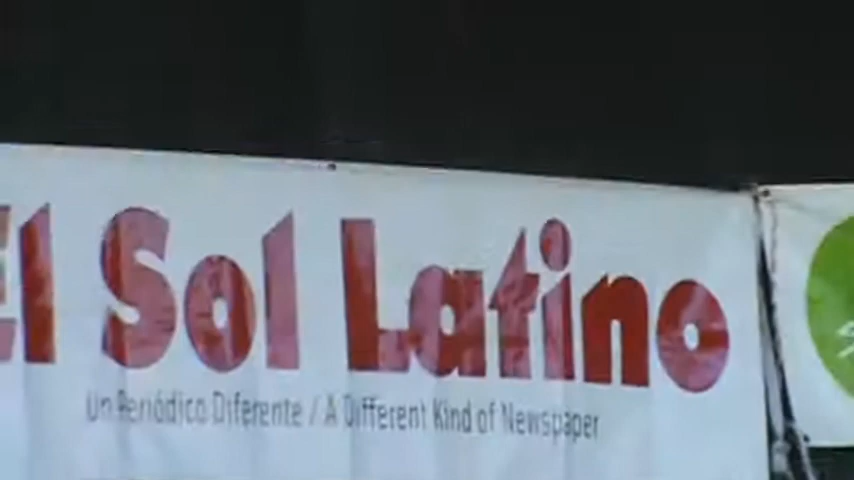 El Sol Latino
Un Periódico Diferente / A Different Kind of Newspaper